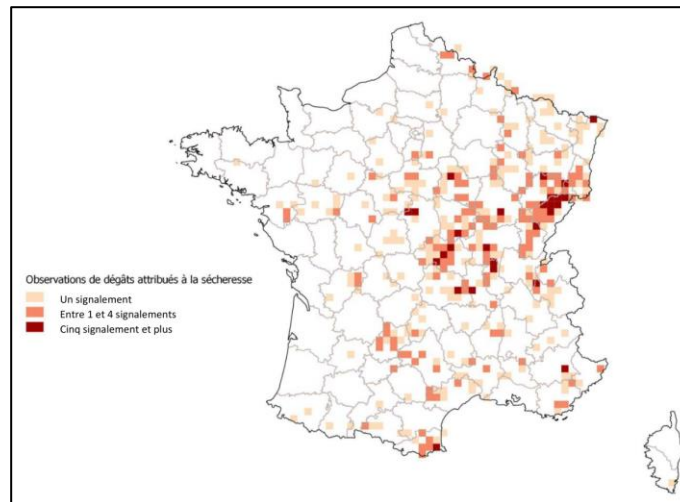 Observations de dégâts attribués à la sécheresse
Un signalement
Entre 1 et 4 signalements
Cinq signalement et plus